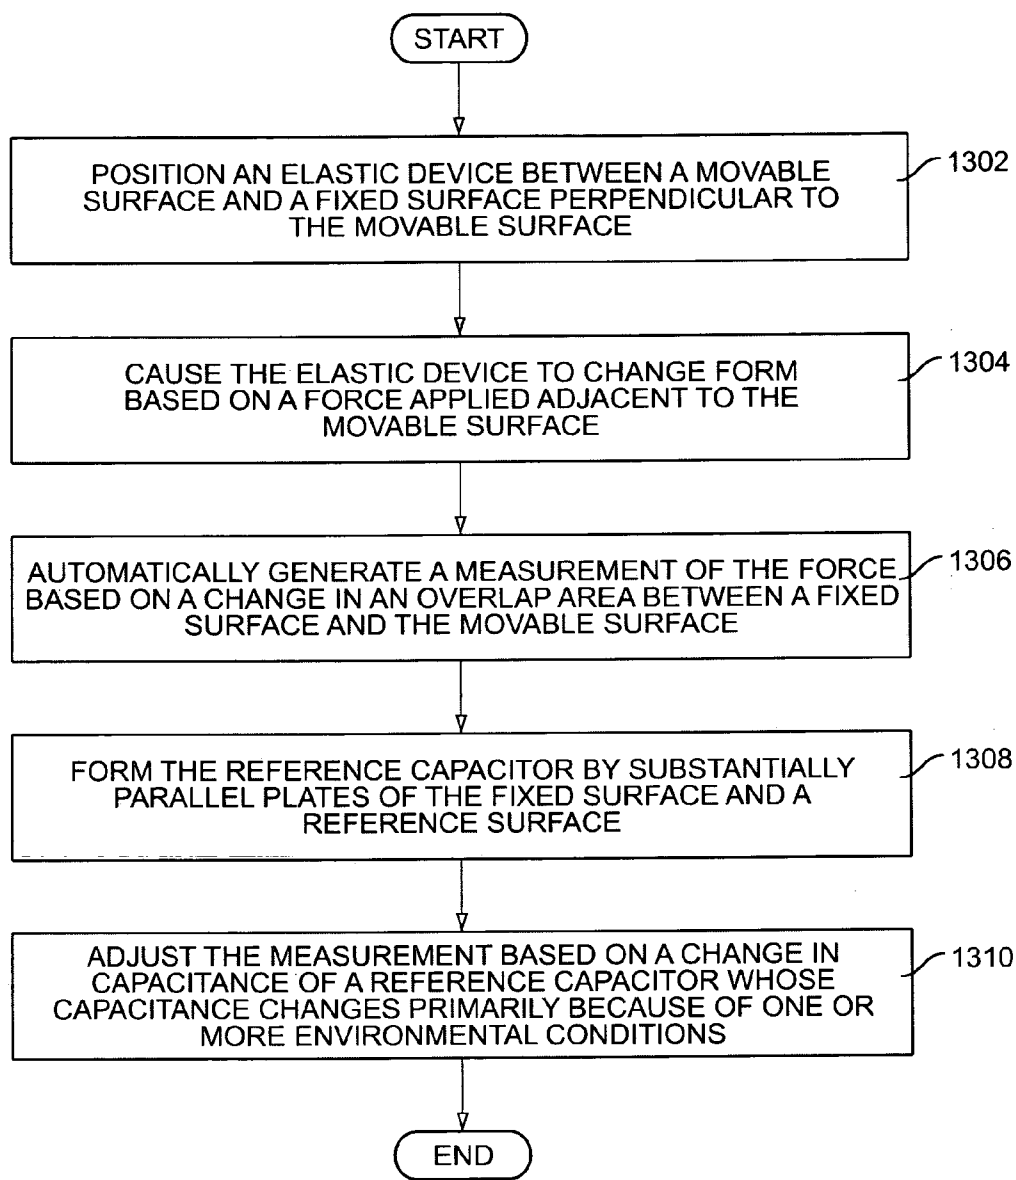 START
POSITION AN ELASTIC DEVICE BETWEEN A MOVABLE
SURFACE AND A FIXED SURFACE PERPENDICULAR TO
THE MOVABLE SURFACE
1302
CAUSE THE ELASTIC DEVICE TO CHANGE FORM
BASED ON A FORCE APPLIED ADJACENT TO THE
MOVABLE SURFACE
1304
AUTOMATICALLY GENERATE A MEASUREMENT OF THE FORCE
BASED ON A CHANGE IN AN OVERLAP AREA BETWEEN A FIXED
SURFACE AND THE MOVABLE SURFACE
1306
FORM THE REFERENCE CAPACITOR BY SUBSTANTIALLY
PARALLEL PLATES OF THE FIXED SURFACE AND A
REFERENCE SURFACE
1308
ADJUST THE MEASUREMENT BASED ON A CHANGE IN
CAPACITANCE OF A REFERENCE CAPACITOR WHOSE
CAPACITANCE CHANGES PRIMARILY BECAUSE OF ONE OR
MORE ENVIRONMENTAL CONDITIONS
1310
END